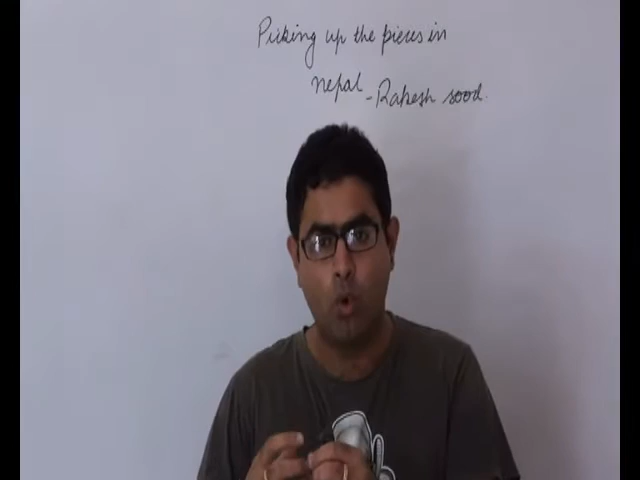 Picking up the pieces in
nepal
- Rakesh sood.